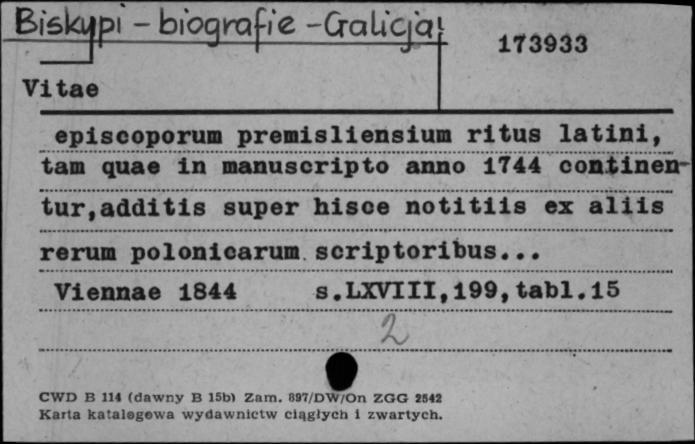 Biskupi - biografie - Galicja!
173933
Vitae
episcoporum premisliensium ritus latini,
tam quae in manuscripto anno 1744 continen-
tur,additis super hisce notitiis ex aliis
rerum polonicarum scriptoribus...
Viennae 1844 s.LXVIII,199,tabl.15
2
CWD B 114 (dawny B 15b) Zam. 897/DW/On ZGG 2542
Karta katalogowa wydawnictw ciągłych i zwartych.